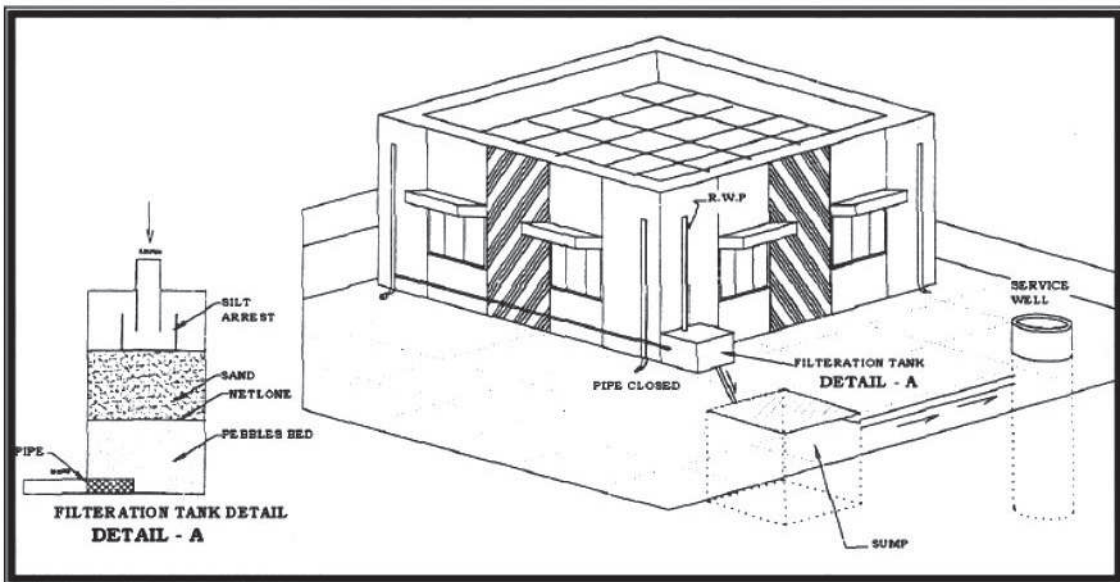 SILT
ARREST
SAND
NETLONE
PEBBLES BED
PIPE
FILTERATION TANK DETAIL
DETAIL - A
R.W.P
PIPE CLOSED
FILTERATION TANK
DETAIL - A
SERVICE
WELL
SUMP